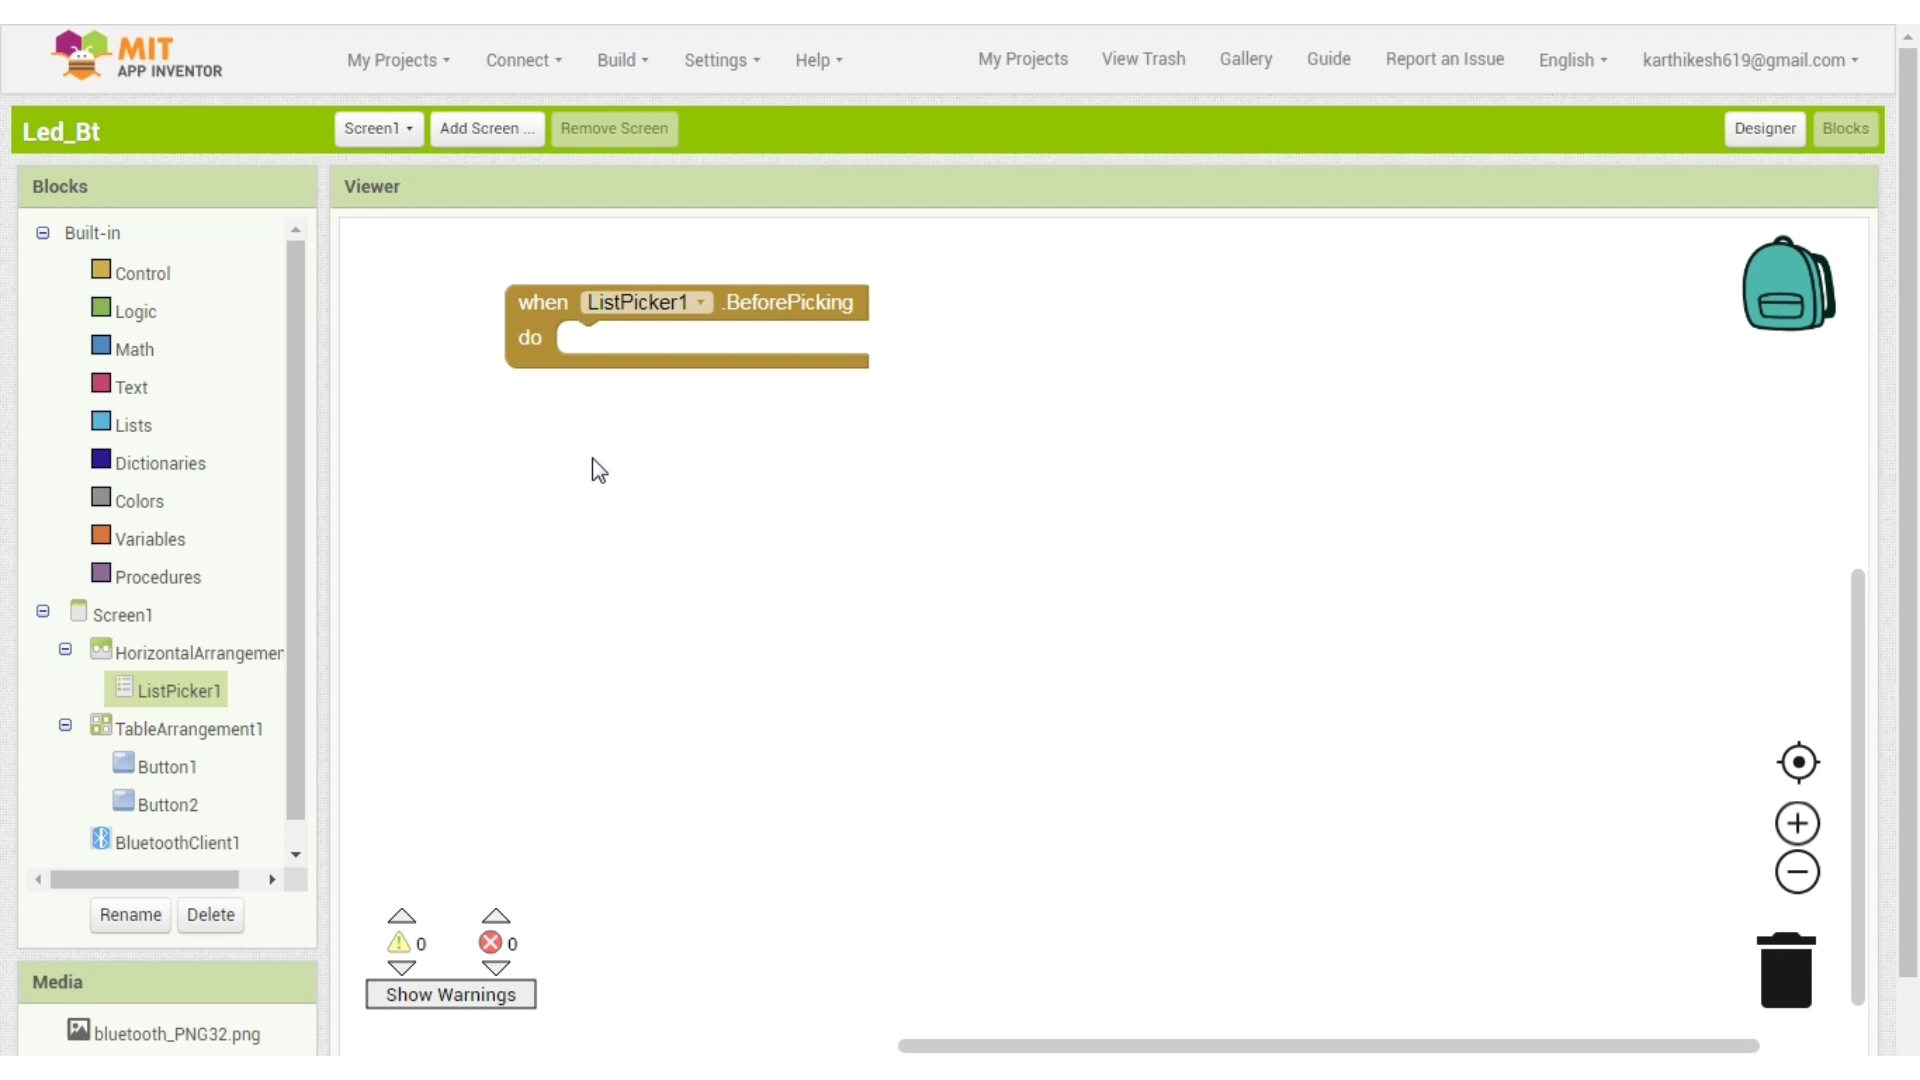 MIT
APP INVENTOR
My Projects
Connect
Build
Settings
Help
My Projects
View Trash
Gallery
Guide
Report an Issue
English
karthikesh619@gmail.com
Led_Bt
Screen1
Add Screen ...
Remove Screen
Designer
Blocks
Blocks
Viewer
Built-in
Control
Logic
Math
Text
Lists
Dictionaries
Colors
Variables
Procedures
Screen1
HorizontalArrangemen
ListPicker1
TableArrangement1
Button1
Button2
BluetoothClient1
Rename
Delete
Media
bluetooth_PNG32.png
when ListPicker1 .BeforePicking
do
0
0
Show Warnings